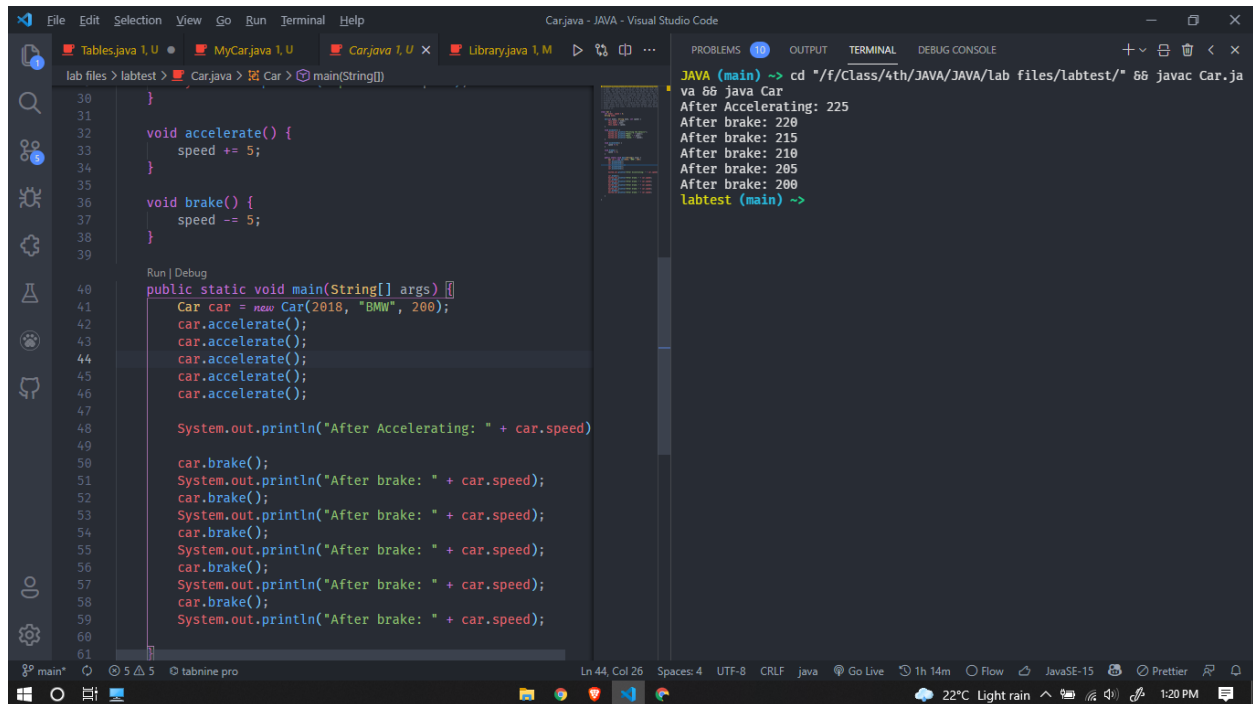 File Edit Selection View Go Run Terminal Help
Car.java - JAVA - Visual Studio Code
Tables.java 1, U MyCar.java 1, U Car.java 1, U Library.java 1, M
PROBLEMS 10 OUTPUT TERMINAL DEBUG CONSOLE
lab files > labtest > Car.java > Car > main(String[])
30 }
31
32 void accelerate() {
33 speed += 5;
34 }
35
36 void brake() {
37 speed -= 5;
38 }
39
Run | Debug
40 public static void main(String[] args) {
41 Car car = new Car(2018, "BMW", 200);
42 car.accelerate();
43 car.accelerate();
44 car.accelerate();
45 car.accelerate();
46 car.accelerate();
47
48 System.out.println("After Accelerating: " + car.speed)
49
50 car.brake();
51 System.out.println("After brake: " + car.speed);
52 car.brake();
53 System.out.println("After brake: " + car.speed);
54 car.brake();
55 System.out.println("After brake: " + car.speed);
56 car.brake();
57 System.out.println("After brake: " + car.speed);
58 car.brake();
59 System.out.println("After brake: " + car.speed);
60
61 }
JAVA (main) ~> cd "/f/Class/4th/JAVA/JAVA/lab files/labtest/" && javac Car.ja
va && java Car
After Accelerating: 225
After brake: 220
After brake: 215
After brake: 210
After brake: 205
After brake: 200
labtest (main) ~>
1
5
main* 5 5 tabnine pro Ln 44, Col 26 Spaces: 4 UTF-8 CRLF java Go Live 1h 14m Flow JavaSE-15 Prettier
22°C Light rain 1:20 PM